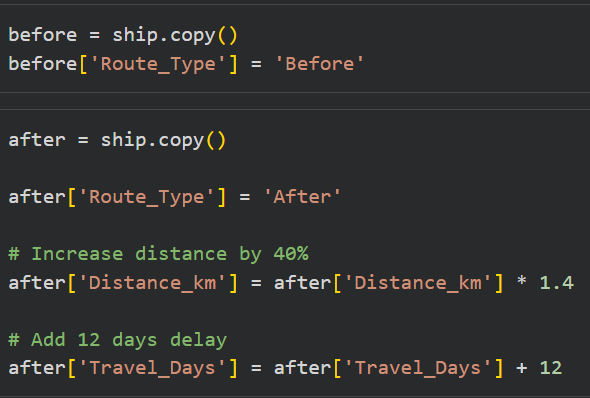 before = ship.copy()
before['Route_Type'] = 'Before'
after = ship.copy()
after['Route_Type'] = 'After'
# Increase distance by 40%
after['Distance_km'] = after['Distance_km'] * 1.4
# Add 12 days delay
after['Travel_Days'] = after['Travel_Days'] + 12